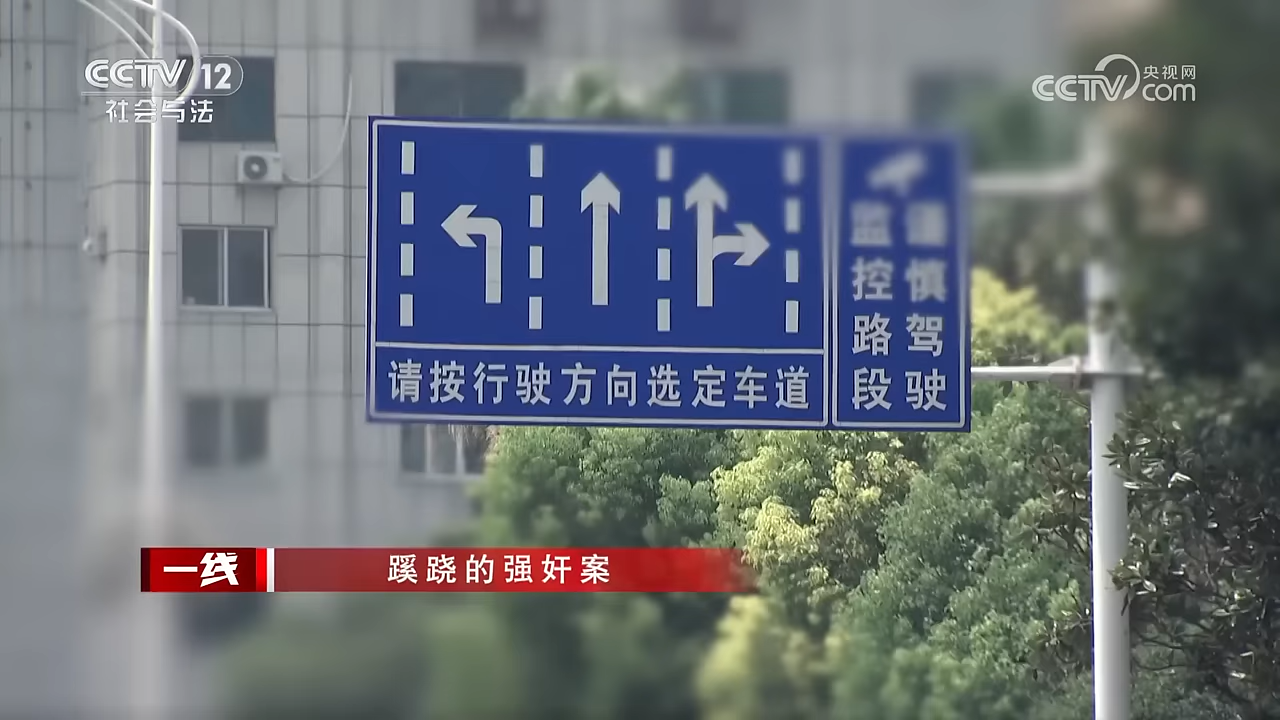 CCTV 12
社会与法
央视网
CCTV.com
请按行驶方向选定车道
谨慎驾驶
监控路段
一线
蹊跷的强奸案